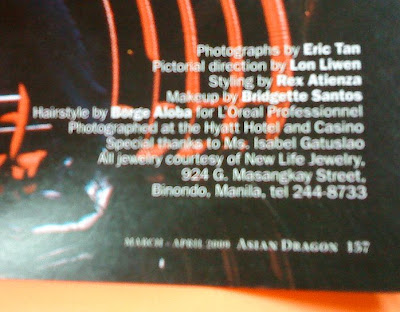 Photographs by Eric Tan
Pictorial direction by Lon Liwen
Styling by Rex Atienza
Makeup by Bridgette Santos
Hairstyle by Borge Aloba for L'Oreal Professionnel
Photographed at the Hyatt Hotel and Casino
Special thanks to Ms. Isabel Gatuslao
All jewelry courtesy of New Life Jewelry,
924 G. Masangkay Street,
Binondo, Manila, tel 244-8733
MARCH - APRIL 2009 ASIAN DRAGON 157